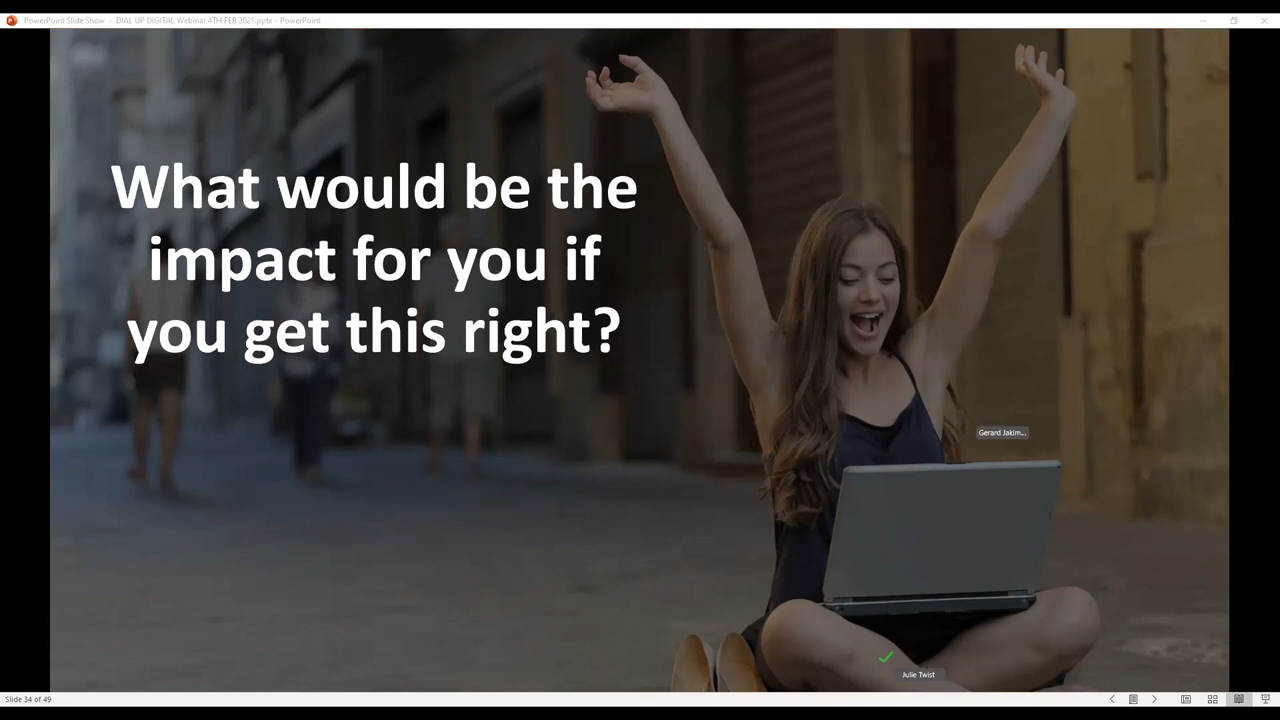 PowerPoint Slide Show - DIAL UP DIGITAL Webinar 4TH FEB 2021.pptx - PowerPoint
What would be the
impact for you if
you get this right?
Gerard Jakim...
Julie Twist
Slide 34 of 49